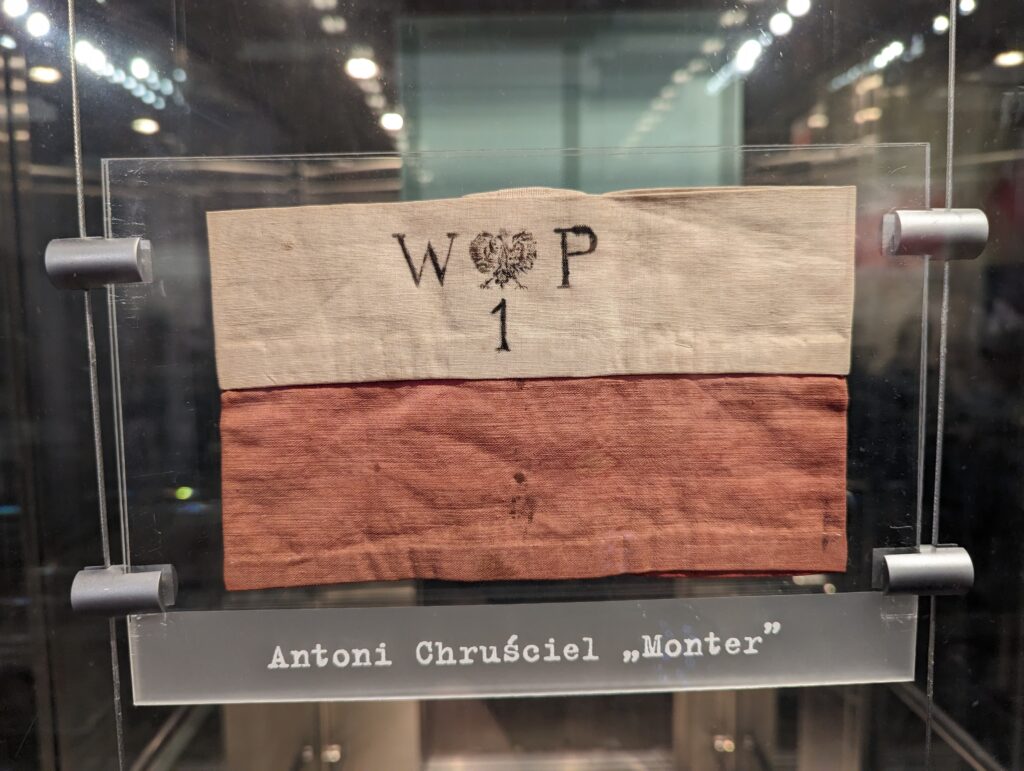 W P
1
Antoni Chruściel „Monter”